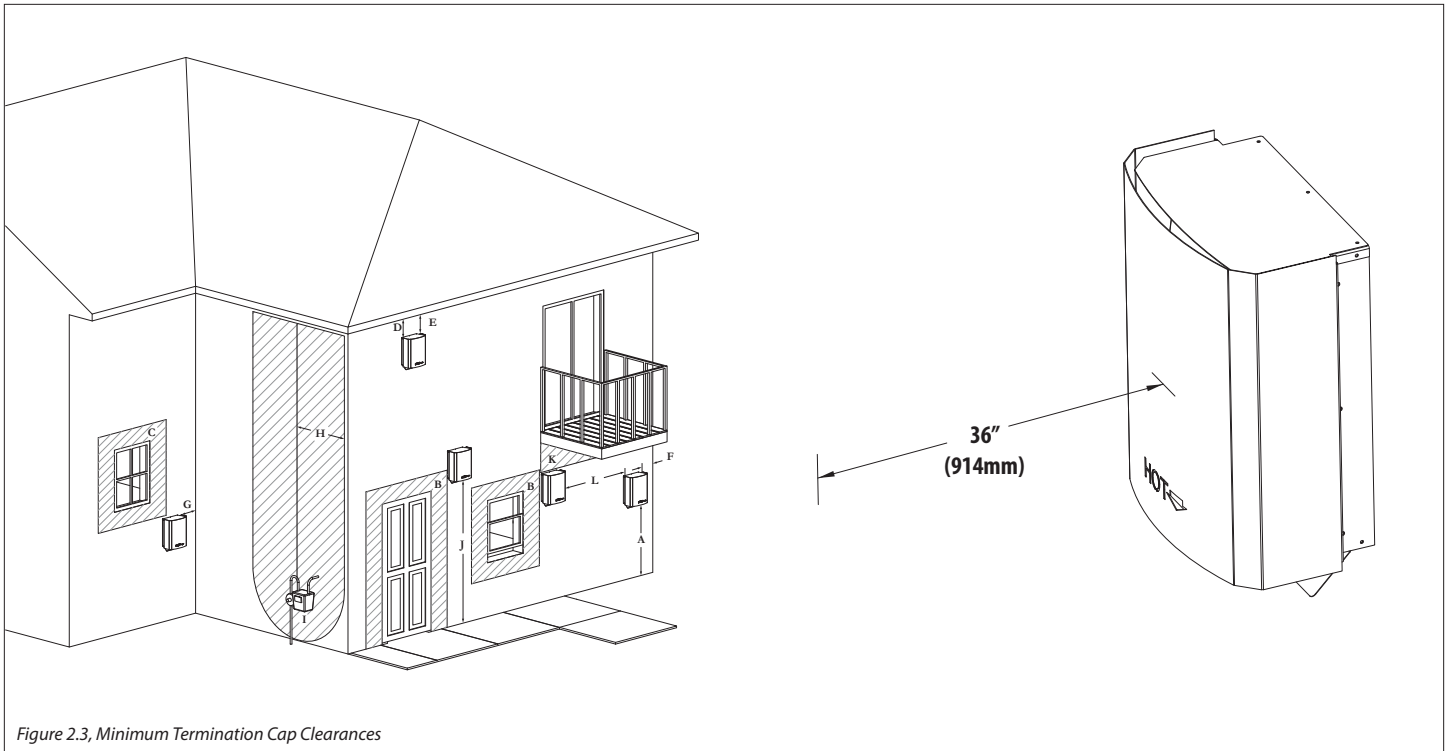 D
E
C
H
G
B
B
K
F
L
J
A
I
36"
(914mm)
HOT
Figure 2.3, Minimum Termination Cap Clearances